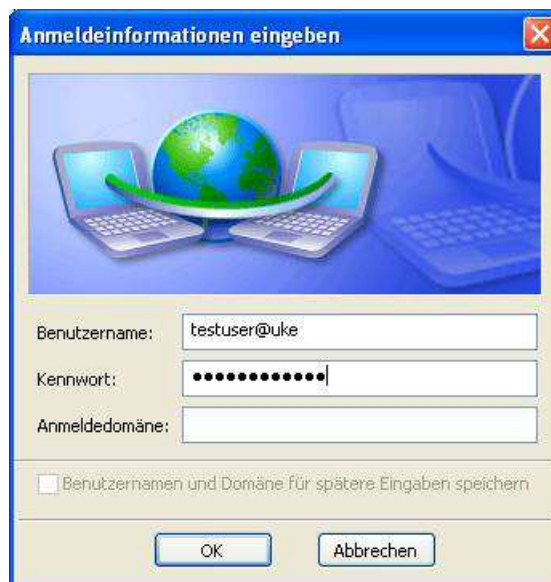 Anmeldeinformationen eingeben
Benutzername: testuser@uke
Kennwort: ●●●●●●●●●●●●
Anmeldedomäne:
Benutzernamen und Domäne für spätere Eingaben speichern
OK Abbrechen